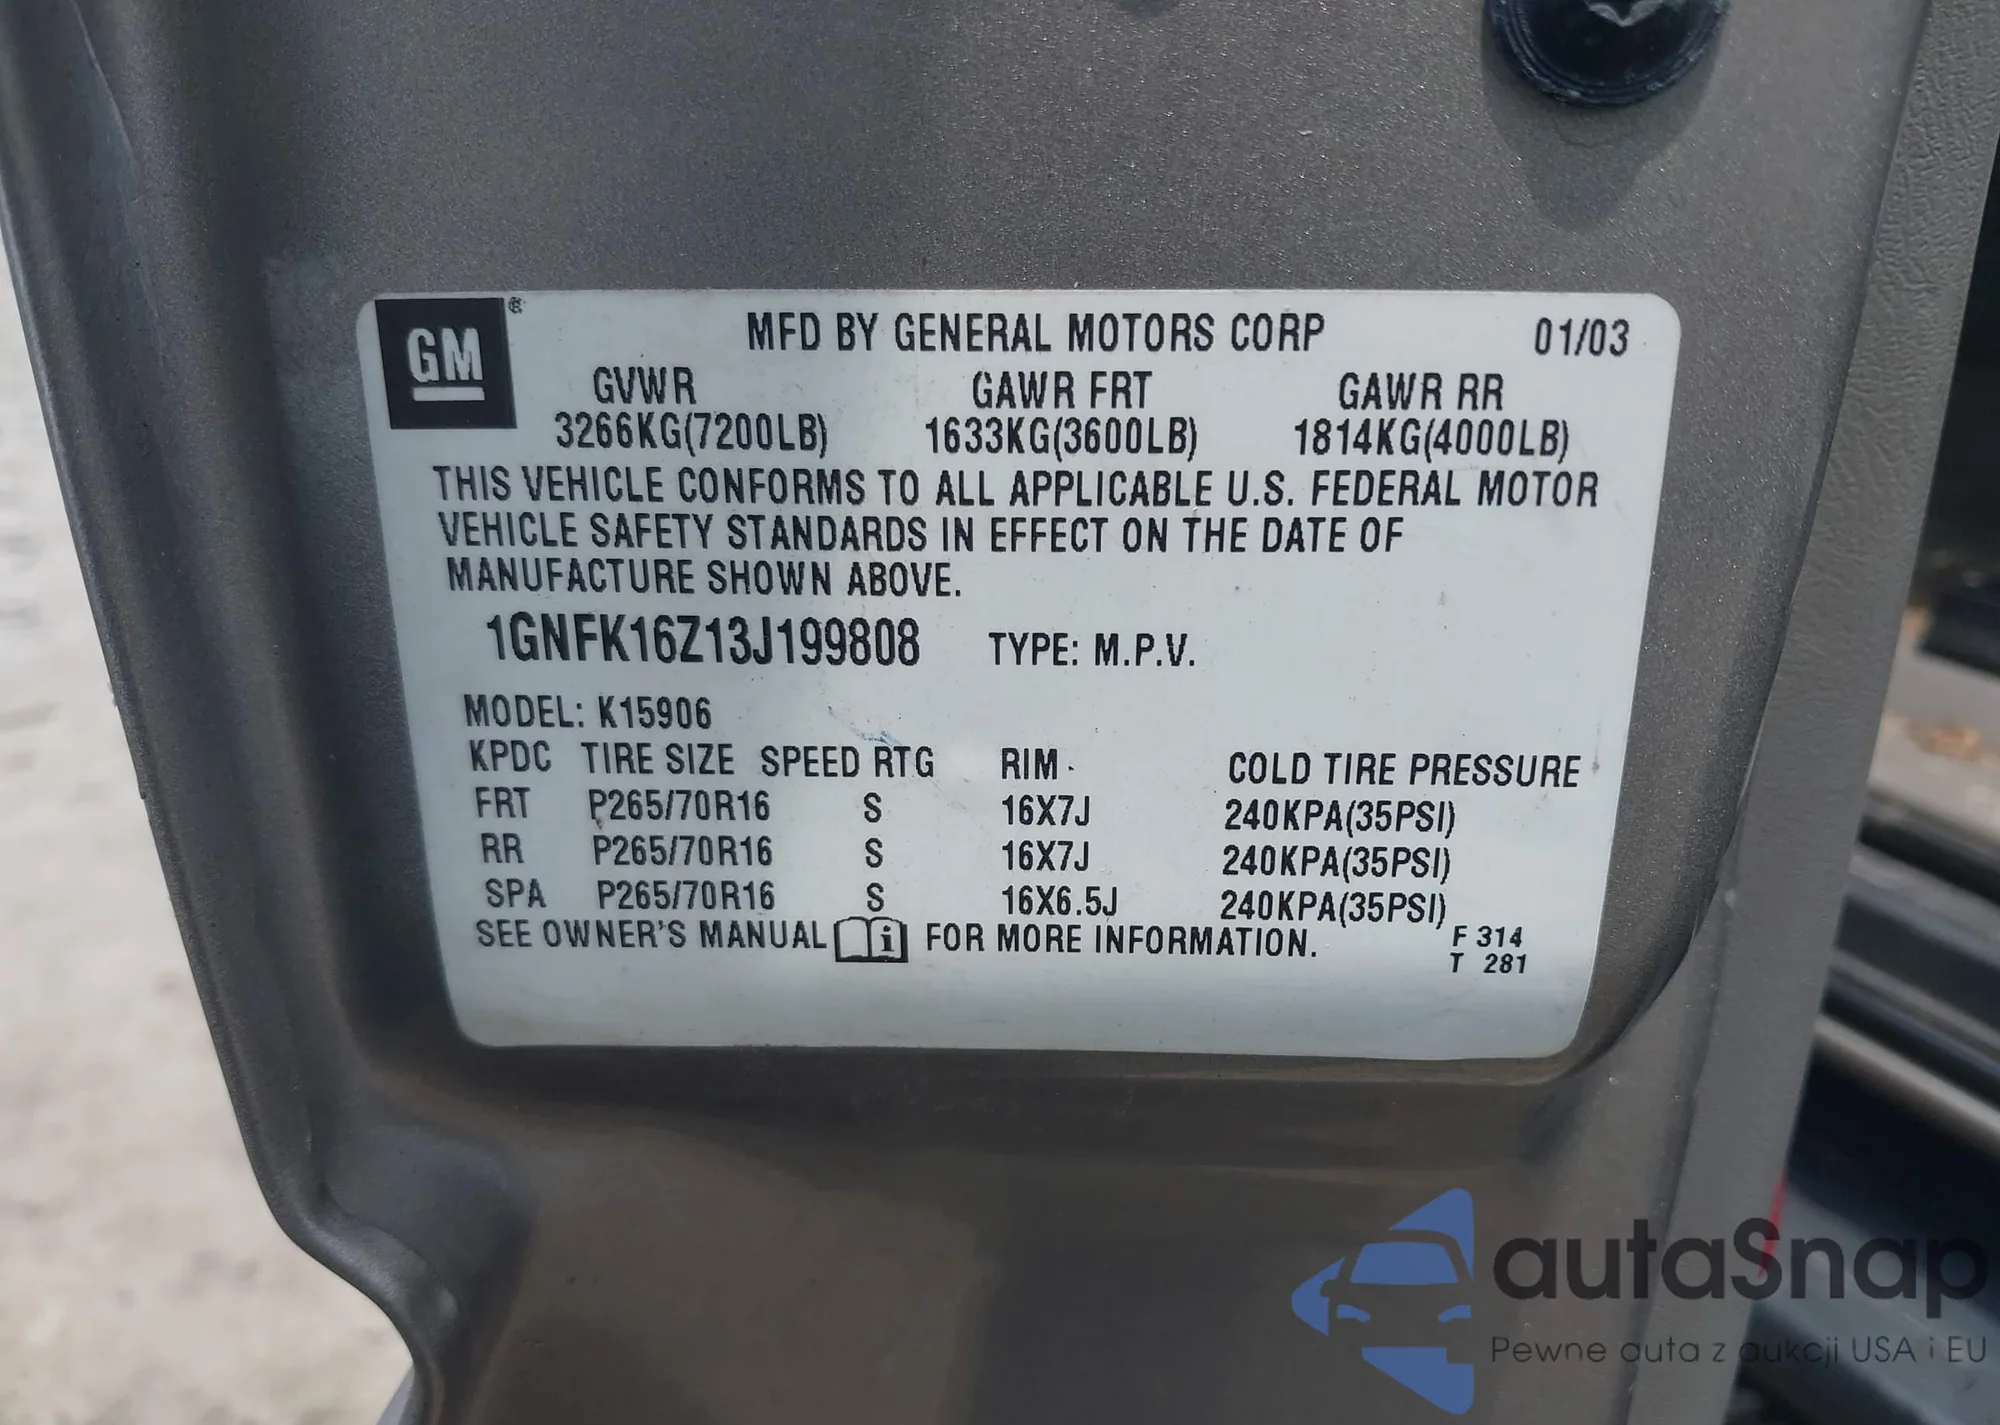 GM
MFD BY GENERAL MOTORS CORP 01/03
GVWR GAWR FRT GAWR RR
3266KG(7200LB) 1633KG(3600LB) 1814KG(4000LB)
THIS VEHICLE CONFORMS TO ALL APPLICABLE U.S. FEDERAL MOTOR
VEHICLE SAFETY STANDARDS IN EFFECT ON THE DATE OF
MANUFACTURE SHOWN ABOVE.
1GNFK16Z13J199808 TYPE: M.P.V.
MODEL: K15906
KPDC TIRE SIZE SPEED RTG RIM COLD TIRE PRESSURE
FRT P265/70R16 S 16X7J 240KPA(35PSI)
RR P265/70R16 S 16X7J 240KPA(35PSI)
SPA P265/70R16 S 16X6.5J 240KPA(35PSI)
SEE OWNER'S MANUAL i FOR MORE INFORMATION.
F 314
T 281
autaSnap
Pewne auta z aukcji USA i EU